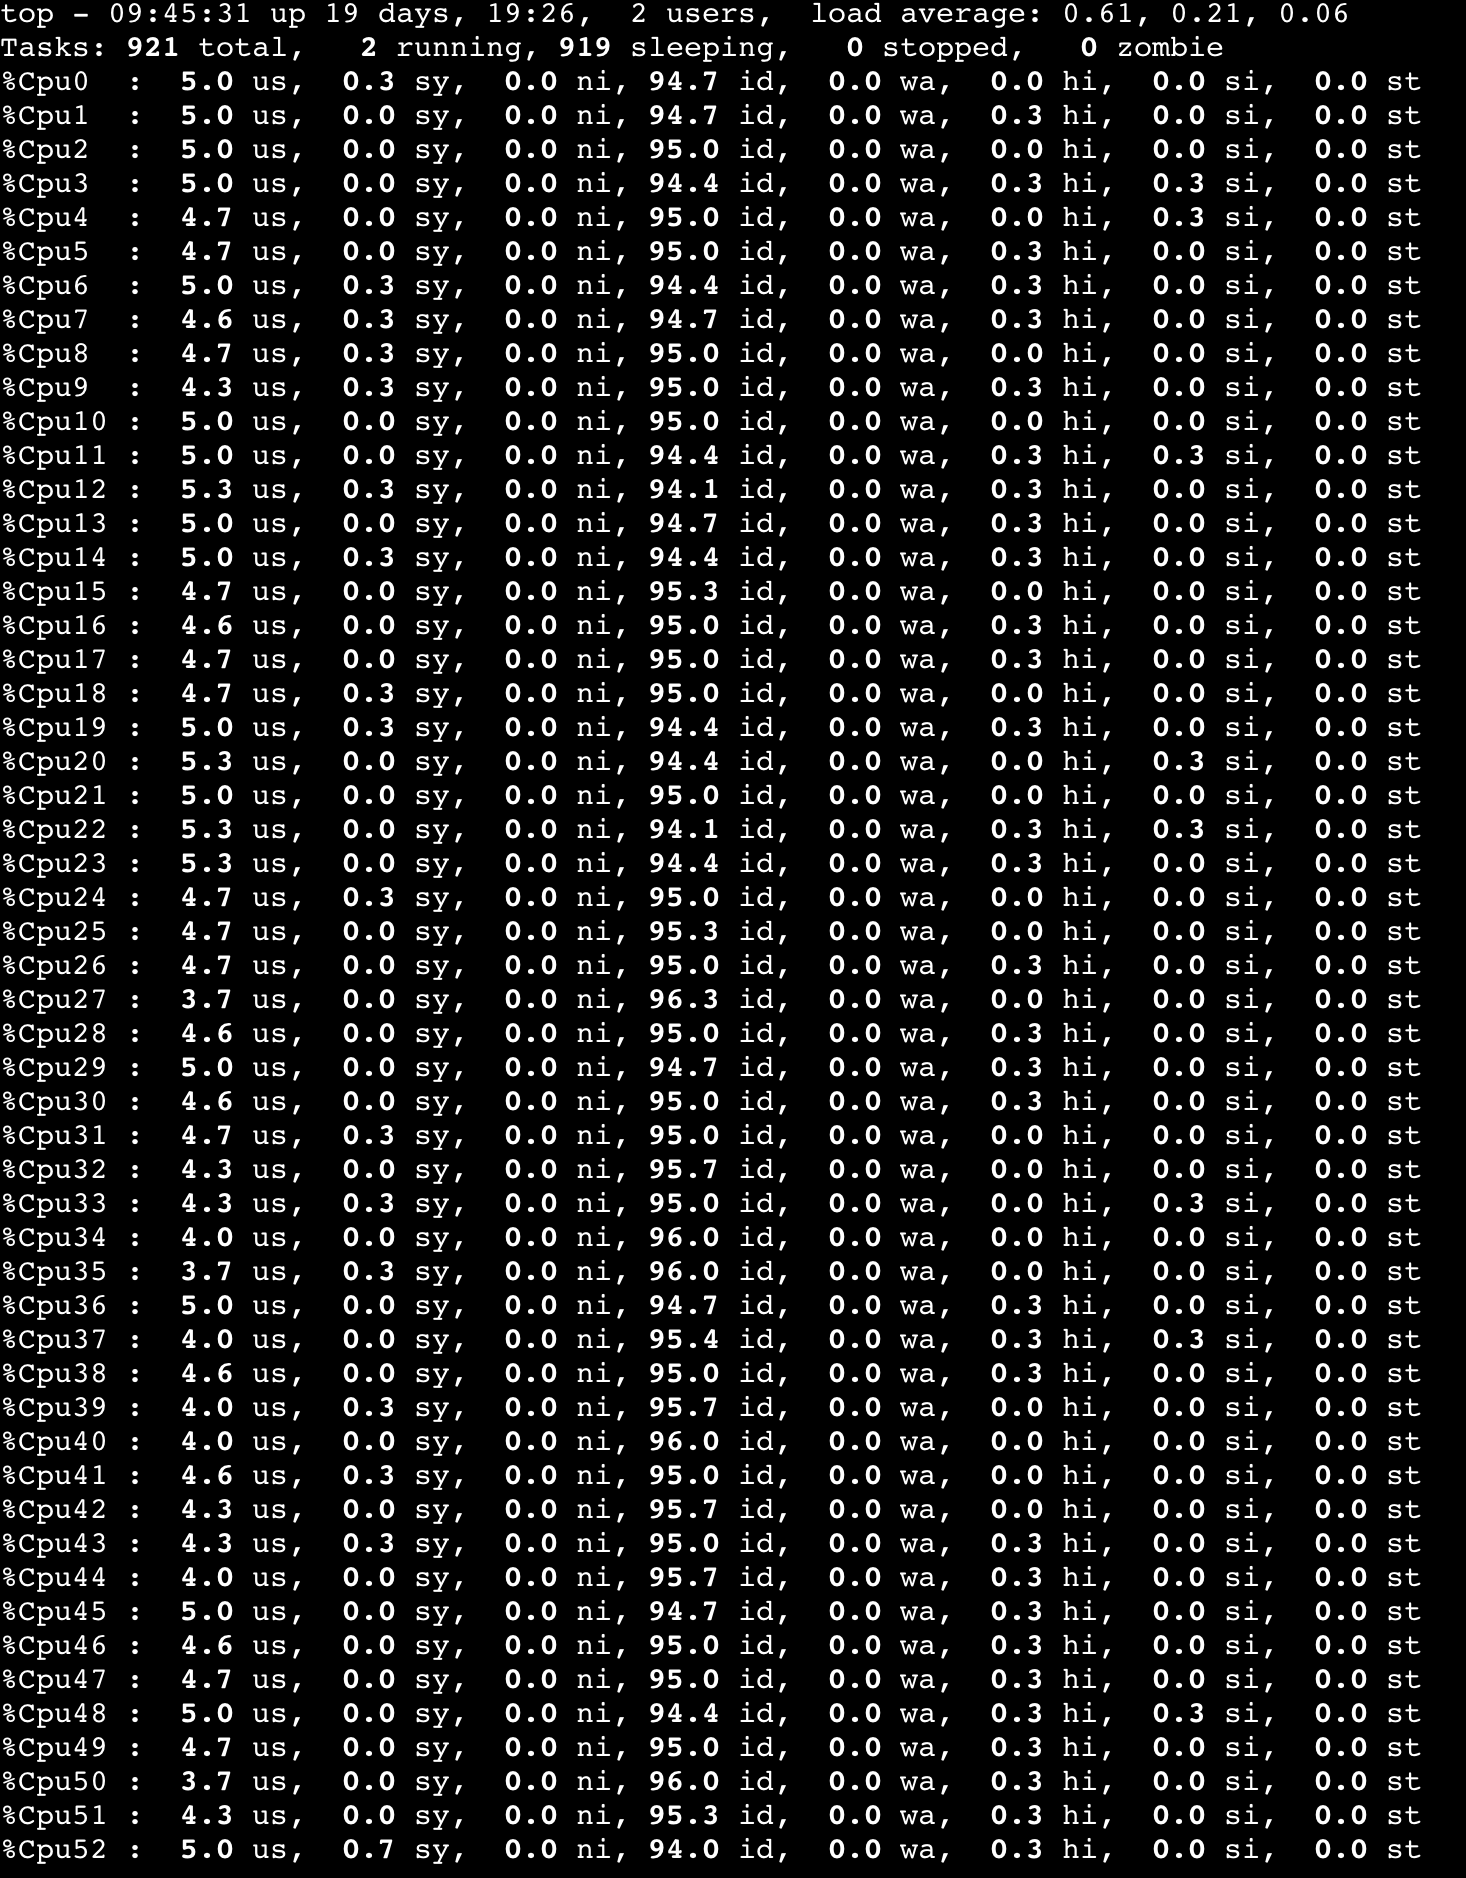 top - 09:45:31 up 19 days, 19:26,  2 users,  load average: 0.61, 0.21, 0.06
Tasks: 921 total,   2 running, 919 sleeping,   0 stopped,   0 zombie
%Cpu0  :  5.0 us,  0.3 sy,  0.0 ni, 94.7 id,  0.0 wa,  0.0 hi,  0.0 si,  0.0 st
%Cpu1  :  5.0 us,  0.0 sy,  0.0 ni, 94.7 id,  0.0 wa,  0.3 hi,  0.0 si,  0.0 st
%Cpu2  :  5.0 us,  0.0 sy,  0.0 ni, 95.0 id,  0.0 wa,  0.0 hi,  0.0 si,  0.0 st
%Cpu3  :  5.0 us,  0.0 sy,  0.0 ni, 94.4 id,  0.0 wa,  0.3 hi,  0.3 si,  0.0 st
%Cpu4  :  4.7 us,  0.0 sy,  0.0 ni, 95.0 id,  0.0 wa,  0.0 hi,  0.3 si,  0.0 st
%Cpu5  :  4.7 us,  0.0 sy,  0.0 ni, 95.0 id,  0.0 wa,  0.3 hi,  0.0 si,  0.0 st
%Cpu6  :  5.0 us,  0.3 sy,  0.0 ni, 94.4 id,  0.0 wa,  0.3 hi,  0.0 si,  0.0 st
%Cpu7  :  4.6 us,  0.3 sy,  0.0 ni, 94.7 id,  0.0 wa,  0.3 hi,  0.0 si,  0.0 st
%Cpu8  :  4.7 us,  0.3 sy,  0.0 ni, 95.0 id,  0.0 wa,  0.0 hi,  0.0 si,  0.0 st
%Cpu9  :  4.3 us,  0.3 sy,  0.0 ni, 95.0 id,  0.0 wa,  0.3 hi,  0.0 si,  0.0 st
%Cpu10 :  5.0 us,  0.0 sy,  0.0 ni, 95.0 id,  0.0 wa,  0.0 hi,  0.0 si,  0.0 st
%Cpu11 :  5.0 us,  0.0 sy,  0.0 ni, 94.4 id,  0.0 wa,  0.3 hi,  0.3 si,  0.0 st
%Cpu12 :  5.3 us,  0.3 sy,  0.0 ni, 94.1 id,  0.0 wa,  0.3 hi,  0.0 si,  0.0 st
%Cpu13 :  5.0 us,  0.0 sy,  0.0 ni, 94.7 id,  0.0 wa,  0.3 hi,  0.0 si,  0.0 st
%Cpu14 :  5.0 us,  0.3 sy,  0.0 ni, 94.4 id,  0.0 wa,  0.3 hi,  0.0 si,  0.0 st
%Cpu15 :  4.7 us,  0.0 sy,  0.0 ni, 95.3 id,  0.0 wa,  0.0 hi,  0.0 si,  0.0 st
%Cpu16 :  4.6 us,  0.0 sy,  0.0 ni, 95.0 id,  0.0 wa,  0.3 hi,  0.0 si,  0.0 st
%Cpu17 :  4.7 us,  0.0 sy,  0.0 ni, 95.0 id,  0.0 wa,  0.3 hi,  0.0 si,  0.0 st
%Cpu18 :  4.7 us,  0.3 sy,  0.0 ni, 95.0 id,  0.0 wa,  0.0 hi,  0.0 si,  0.0 st
%Cpu19 :  5.0 us,  0.3 sy,  0.0 ni, 94.4 id,  0.0 wa,  0.3 hi,  0.0 si,  0.0 st
%Cpu20 :  5.3 us,  0.0 sy,  0.0 ni, 94.4 id,  0.0 wa,  0.0 hi,  0.3 si,  0.0 st
%Cpu21 :  5.0 us,  0.0 sy,  0.0 ni, 95.0 id,  0.0 wa,  0.0 hi,  0.0 si,  0.0 st
%Cpu22 :  5.3 us,  0.0 sy,  0.0 ni, 94.1 id,  0.0 wa,  0.3 hi,  0.3 si,  0.0 st
%Cpu23 :  5.3 us,  0.0 sy,  0.0 ni, 94.4 id,  0.0 wa,  0.3 hi,  0.0 si,  0.0 st
%Cpu24 :  4.7 us,  0.3 sy,  0.0 ni, 95.0 id,  0.0 wa,  0.0 hi,  0.0 si,  0.0 st
%Cpu25 :  4.7 us,  0.0 sy,  0.0 ni, 95.3 id,  0.0 wa,  0.0 hi,  0.0 si,  0.0 st
%Cpu26 :  4.7 us,  0.0 sy,  0.0 ni, 95.0 id,  0.0 wa,  0.3 hi,  0.0 si,  0.0 st
%Cpu27 :  3.7 us,  0.0 sy,  0.0 ni, 96.3 id,  0.0 wa,  0.0 hi,  0.0 si,  0.0 st
%Cpu28 :  4.6 us,  0.0 sy,  0.0 ni, 95.0 id,  0.0 wa,  0.3 hi,  0.0 si,  0.0 st
%Cpu29 :  5.0 us,  0.0 sy,  0.0 ni, 94.7 id,  0.0 wa,  0.3 hi,  0.0 si,  0.0 st
%Cpu30 :  4.6 us,  0.0 sy,  0.0 ni, 95.0 id,  0.0 wa,  0.3 hi,  0.0 si,  0.0 st
%Cpu31 :  4.7 us,  0.3 sy,  0.0 ni, 95.0 id,  0.0 wa,  0.0 hi,  0.0 si,  0.0 st
%Cpu32 :  4.3 us,  0.0 sy,  0.0 ni, 95.7 id,  0.0 wa,  0.0 hi,  0.0 si,  0.0 st
%Cpu33 :  4.3 us,  0.3 sy,  0.0 ni, 95.0 id,  0.0 wa,  0.0 hi,  0.3 si,  0.0 st
%Cpu34 :  4.0 us,  0.0 sy,  0.0 ni, 96.0 id,  0.0 wa,  0.0 hi,  0.0 si,  0.0 st
%Cpu35 :  3.7 us,  0.3 sy,  0.0 ni, 96.0 id,  0.0 wa,  0.0 hi,  0.0 si,  0.0 st
%Cpu36 :  5.0 us,  0.0 sy,  0.0 ni, 94.7 id,  0.0 wa,  0.3 hi,  0.0 si,  0.0 st
%Cpu37 :  4.0 us,  0.0 sy,  0.0 ni, 95.4 id,  0.0 wa,  0.3 hi,  0.3 si,  0.0 st
%Cpu38 :  4.6 us,  0.0 sy,  0.0 ni, 95.0 id,  0.0 wa,  0.3 hi,  0.0 si,  0.0 st
%Cpu39 :  4.0 us,  0.3 sy,  0.0 ni, 95.7 id,  0.0 wa,  0.0 hi,  0.0 si,  0.0 st
%Cpu40 :  4.0 us,  0.0 sy,  0.0 ni, 96.0 id,  0.0 wa,  0.0 hi,  0.0 si,  0.0 st
%Cpu41 :  4.6 us,  0.3 sy,  0.0 ni, 95.0 id,  0.0 wa,  0.0 hi,  0.0 si,  0.0 st
%Cpu42 :  4.3 us,  0.0 sy,  0.0 ni, 95.7 id,  0.0 wa,  0.0 hi,  0.0 si,  0.0 st
%Cpu43 :  4.3 us,  0.3 sy,  0.0 ni, 95.0 id,  0.0 wa,  0.3 hi,  0.0 si,  0.0 st
%Cpu44 :  4.0 us,  0.0 sy,  0.0 ni, 95.7 id,  0.0 wa,  0.3 hi,  0.0 si,  0.0 st
%Cpu45 :  5.0 us,  0.0 sy,  0.0 ni, 94.7 id,  0.0 wa,  0.3 hi,  0.0 si,  0.0 st
%Cpu46 :  4.6 us,  0.0 sy,  0.0 ni, 95.0 id,  0.0 wa,  0.3 hi,  0.0 si,  0.0 st
%Cpu47 :  4.7 us,  0.0 sy,  0.0 ni, 95.0 id,  0.0 wa,  0.3 hi,  0.0 si,  0.0 st
%Cpu48 :  5.0 us,  0.0 sy,  0.0 ni, 94.4 id,  0.0 wa,  0.3 hi,  0.3 si,  0.0 st
%Cpu49 :  4.7 us,  0.0 sy,  0.0 ni, 95.0 id,  0.0 wa,  0.3 hi,  0.0 si,  0.0 st
%Cpu50 :  3.7 us,  0.0 sy,  0.0 ni, 96.0 id,  0.0 wa,  0.3 hi,  0.0 si,  0.0 st
%Cpu51 :  4.3 us,  0.0 sy,  0.0 ni, 95.3 id,  0.0 wa,  0.3 hi,  0.0 si,  0.0 st
%Cpu52 :  5.0 us,  0.7 sy,  0.0 ni, 94.0 id,  0.0 wa,  0.3 hi,  0.0 si,  0.0 st